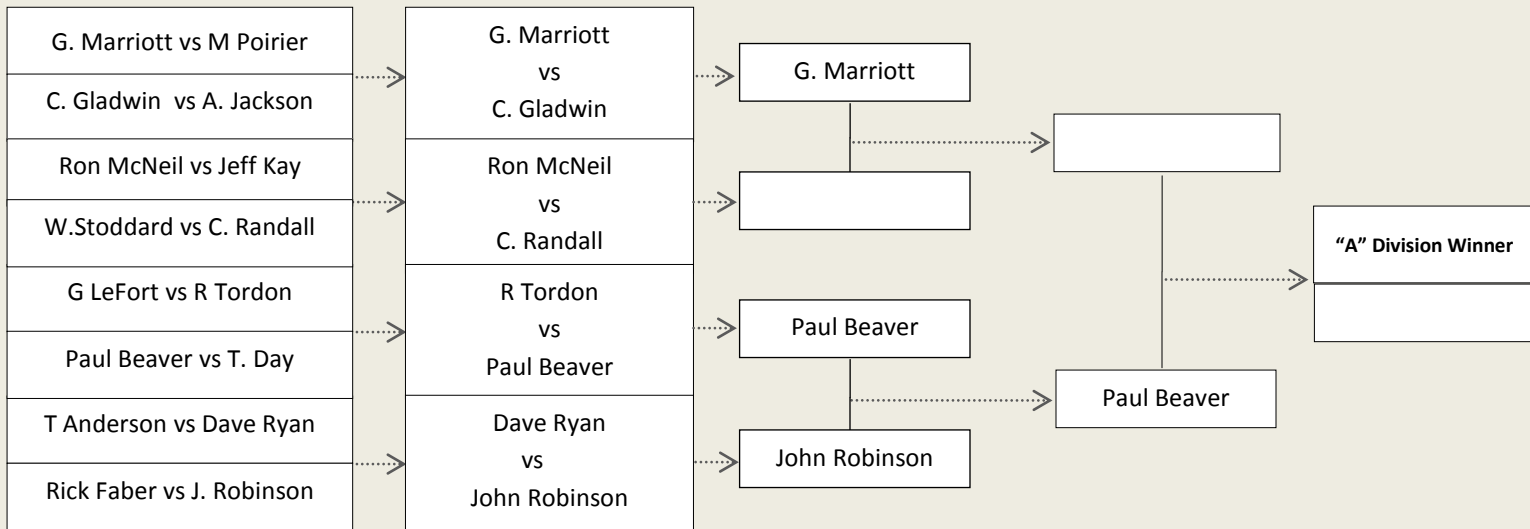 G. Marriott vs M Poirier
C. Gladwin vs A. Jackson
Ron McNeil vs Jeff Kay
W.Stoddard vs C. Randall
G LeFort vs R Tordon
Paul Beaver vs T. Day
T Anderson vs Dave Ryan
Rick Faber vs J. Robinson
G. Marriott
vs
C. Gladwin
Ron McNeil
vs
C. Randall
R Tordon
vs
Paul Beaver
Dave Ryan
vs
John Robinson
G. Marriott
Paul Beaver
John Robinson
Paul Beaver
“A” Division Winner